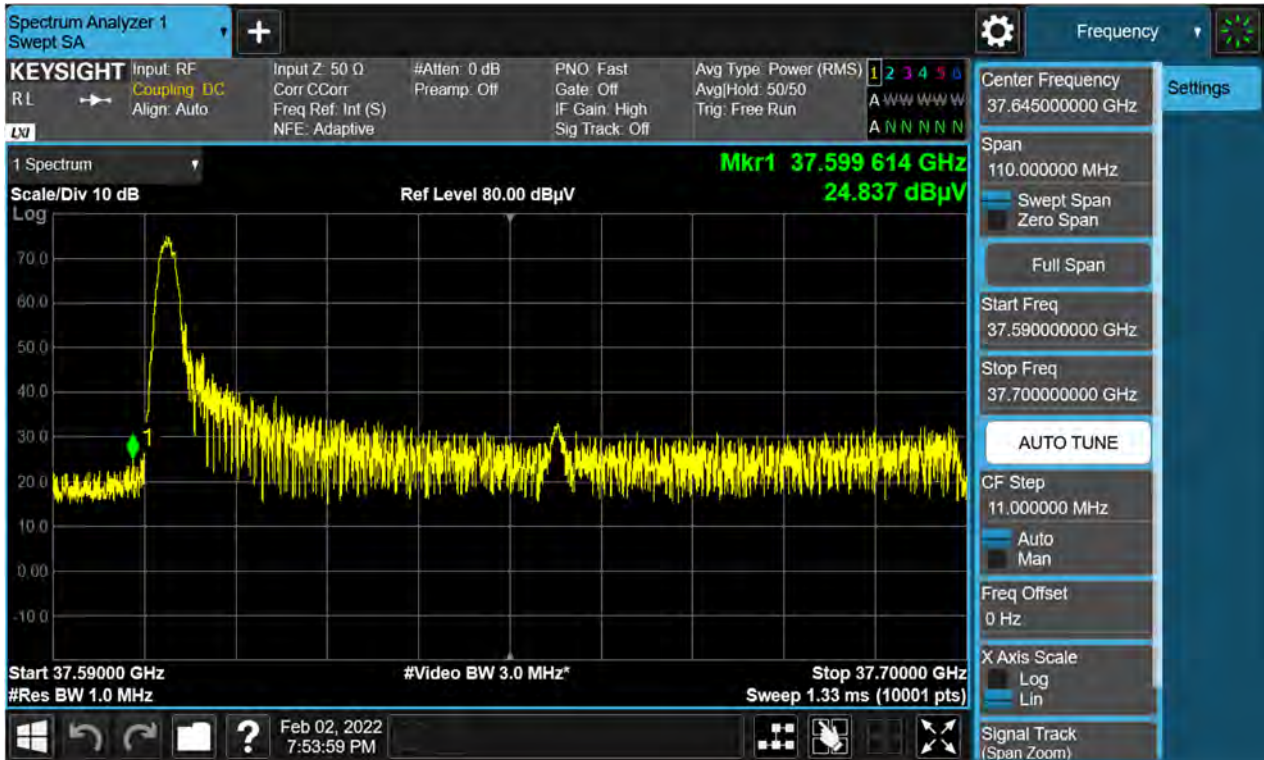 Spectrum Analyzer 1
Swept SA
+
Frequency
KEYSIGHT
RL
LXI
Input: RF
Coupling: DC
Align: Auto
Input Z: 50 Ω
Corr CCorr
Freq Ref: Int (S)
NFE: Adaptive
#Atten: 0 dB
Preamp: Off
PNO: Fast
Gate: Off
IF Gain: High
Sig Track: Off
Avg Type: Power (RMS)
Avg|Hold: 50/50
Trig: Free Run
1 2 3 4 5 6
A W W W W W
A N N N N N
1 Spectrum
Scale/Div 10 dB
Log
Ref Level 80.00 dBµV
Mkr1 37.599 614 GHz
24.837 dBµV
70.0
60.0
50.0
40.0
30.0
20.0
10.0
0.00
-10.0
1
Start 37.59000 GHz
#Res BW 1.0 MHz
#Video BW 3.0 MHz*
Stop 37.70000 GHz
Sweep 1.33 ms (10001 pts)
Center Frequency
37.645000000 GHz
Settings
Span
110.000000 MHz
Swept Span
Zero Span
Full Span
Start Freq
37.590000000 GHz
Stop Freq
37.700000000 GHz
AUTO TUNE
CF Step
11.000000 MHz
Auto
Man
Freq Offset
0 Hz
X Axis Scale
Log
Lin
Signal Track
(Span Zoom)
?
Feb 02, 2022
7:53:59 PM